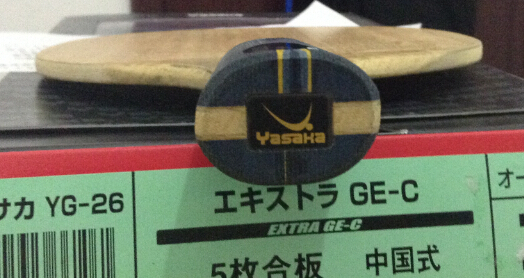 Yasaka
サカ YG-26
エキストラ GE-C
オー
EXTRA GE-C
5枚合板 中国式